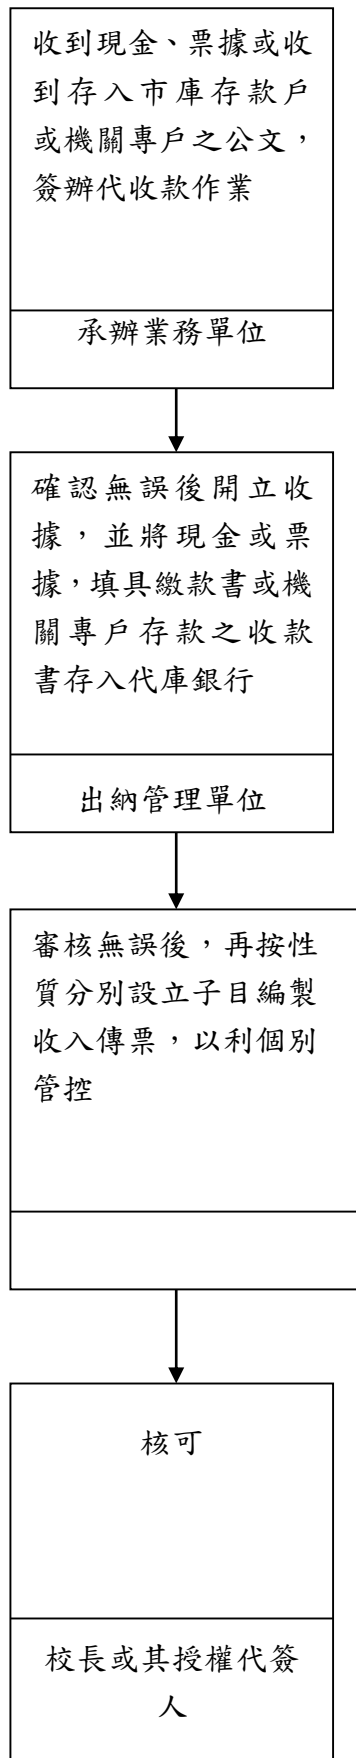 收到現金、票據或收
到存入市庫存款戶
或機關專戶之公文，
簽辦代收款作業
承辦業務單位
確認無誤後開立收
據，並將現金或票
據，填具繳款書或機
關專戶存款之收款
書存入代庫銀行
出納管理單位
審核無誤後，再按性
質分別設立子目編製
收入傳票，以利個別
管控
核可
校長或其授權代簽
人